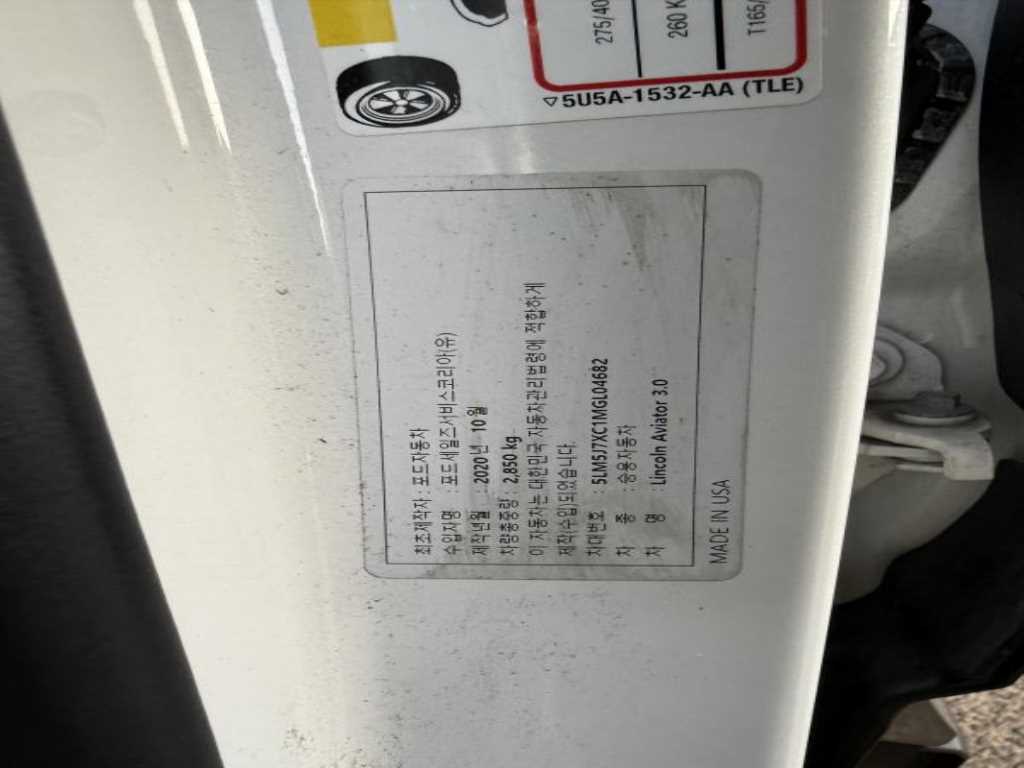 275/40
260 K
T165/
▽5U5A-1532-AA (TLE)
최초제작자 : 포드자동차
수입자명 : 포드세일즈서비스코리아(유)
제작년월 : 2020년 10월
차량총중량 : 2,850 kg
이 자동차는 대한민국 자동차관리법령에 적합하게
제작(수입)되었습니다.
차대번호 : 5LM5J7XC1MGL04682
차 종 : 승용자동차
차 명 : Lincoln Aviator 3.0
MADE IN USA